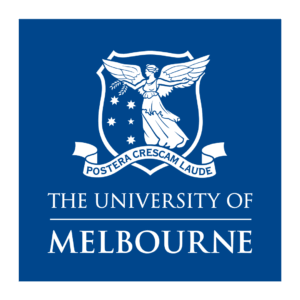 POSTERA CRESCAM LAUDE
THE UNIVERSITY OF
MELBOURNE